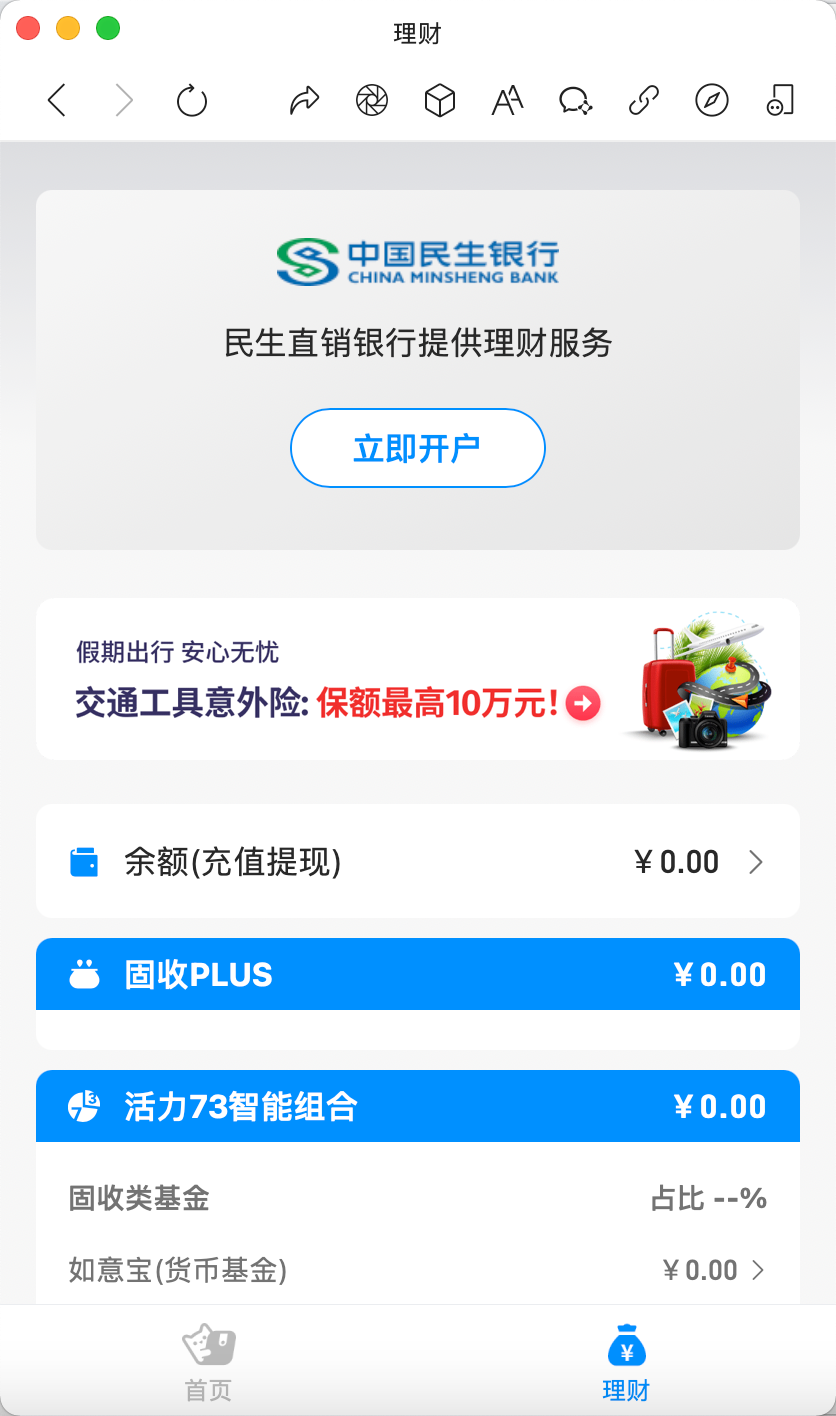 理财
中国民生银行
CHINA MINSHENG BANK
民生直销银行提供理财服务
立即开户
假期出行 安心无忧
交通工具意外险: 保额最高10万元!
余额(充值提现) ¥0.00
固收PLUS ¥0.00
活力73智能组合 ¥0.00
固收类基金 占比 --%
如意宝(货币基金) ¥0.00
首页 理财